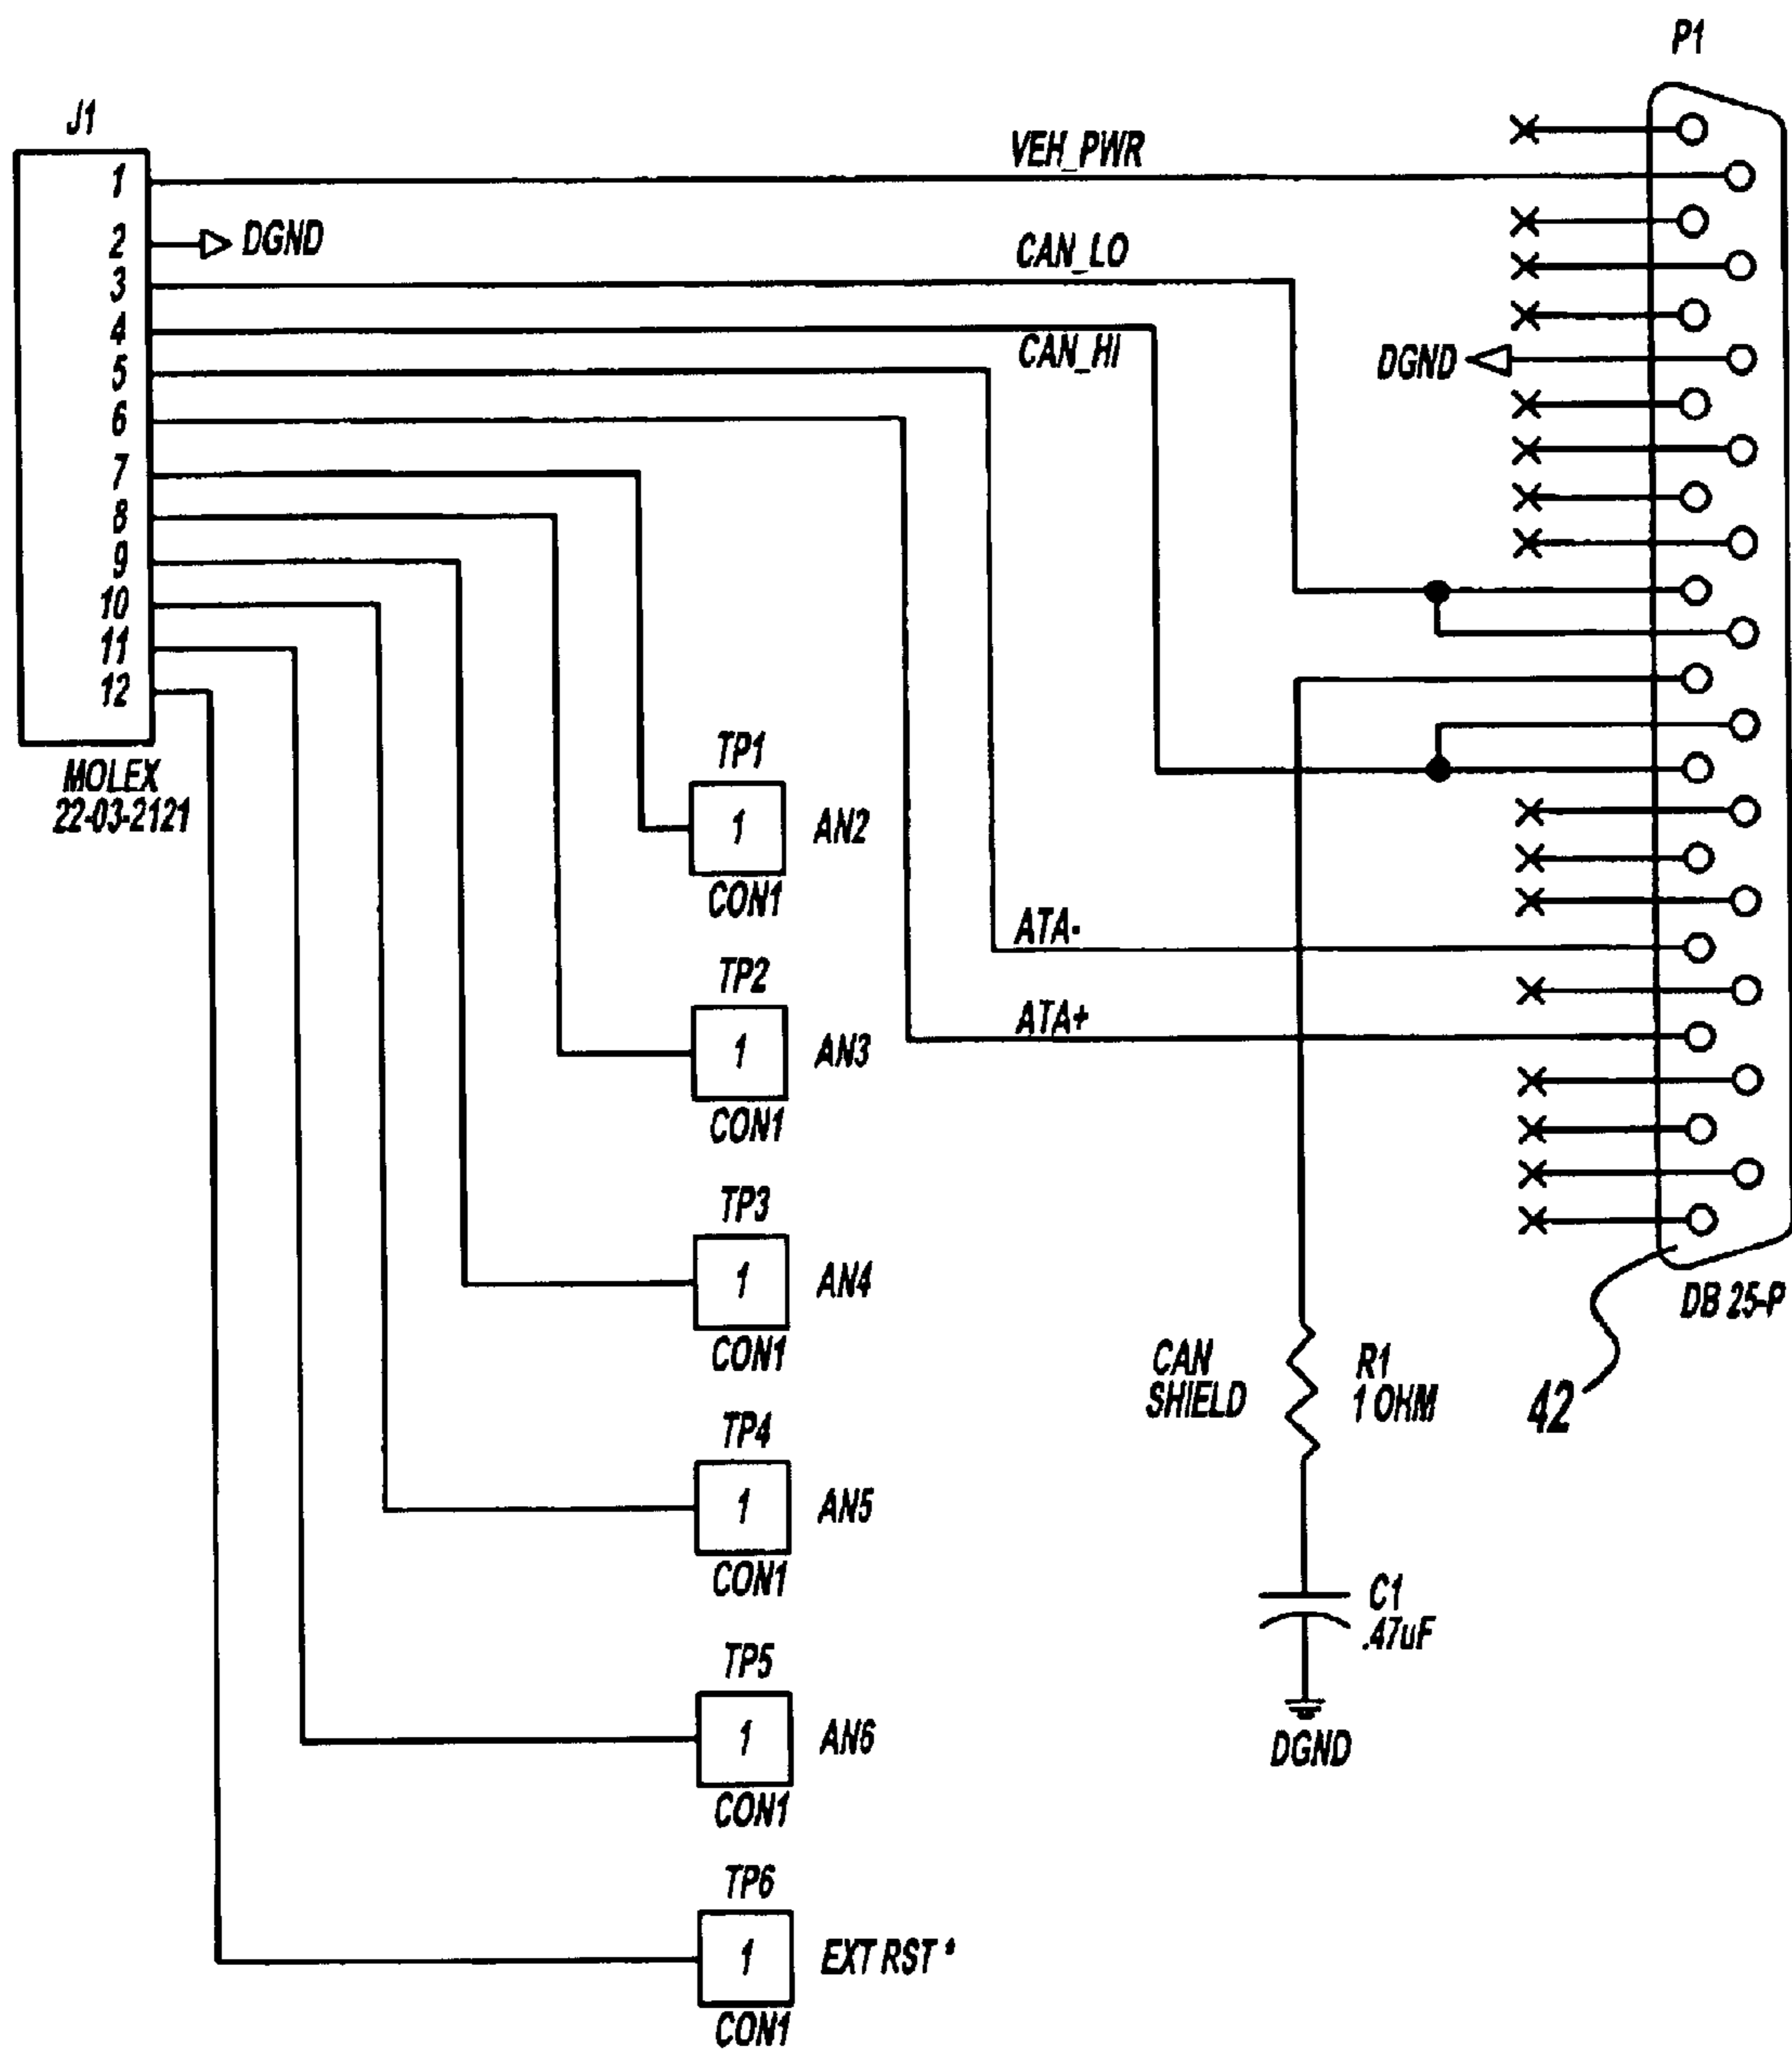 P1
J1
1
2
3
4
5
6
7
8
9
10
11
12
MOLEX
22-03-2121
DGND
VEH_PWR
CAN_LO
CAN_HI
DGND
ATA-
ATA+
TP1
1
AN2
CON1
TP2
1
AN3
CON1
TP3
1
AN4
CON1
TP4
1
AN5
CON1
TP5
1
AN6
CON1
TP6
1
EXT RST *
CON1
CAN
SHIELD
R1
1 OHM
C1
.47uF
DGND
DB 25-P
42